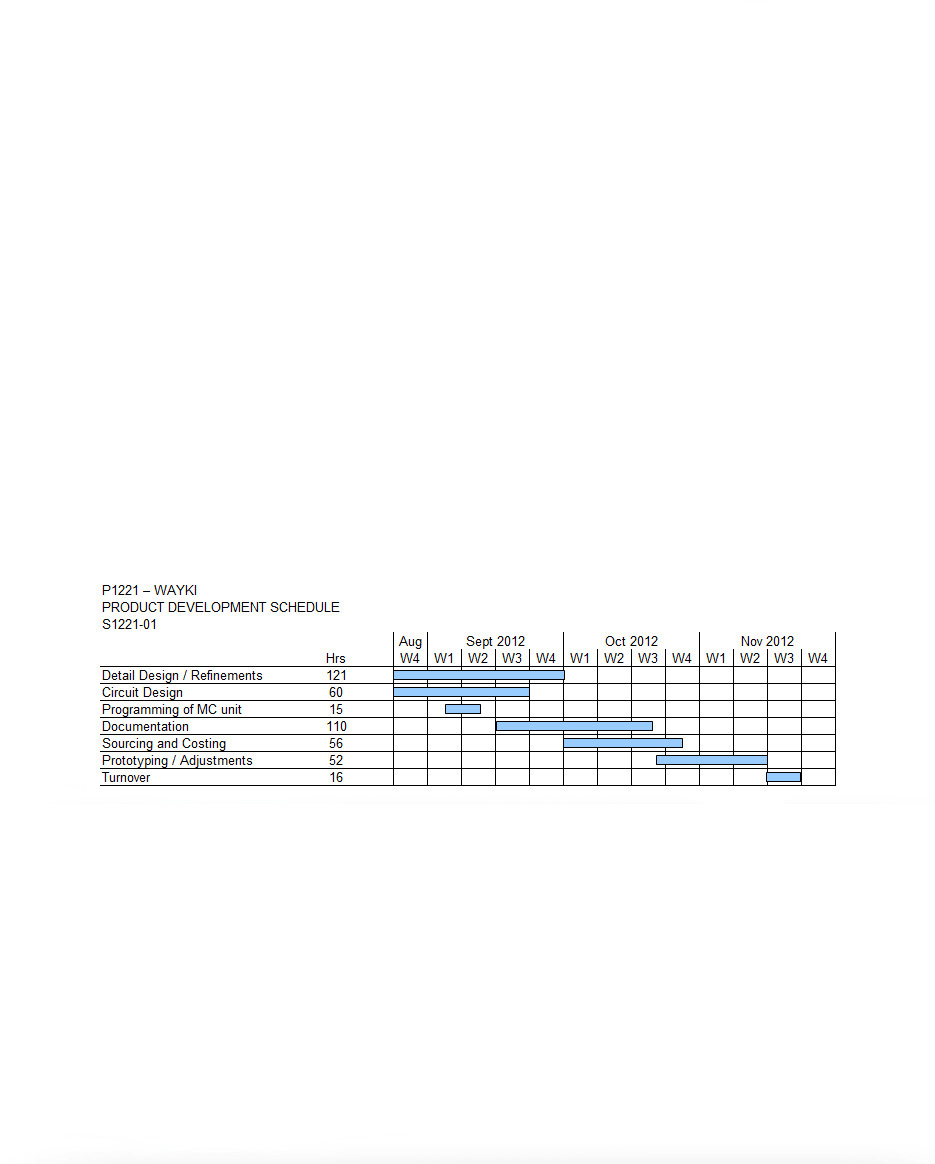 P1221 – WAYKI
PRODUCT DEVELOPMENT SCHEDULE
S1221-01
Aug Sept 2012 Oct 2012 Nov 2012
Hrs W4 W1 W2 W3 W4 W1 W2 W3 W4 W1 W2 W3 W4
Detail Design / Refinements 121
Circuit Design 60
Programming of MC unit 15
Documentation 110
Sourcing and Costing 56
Prototyping / Adjustments 52
Turnover 16